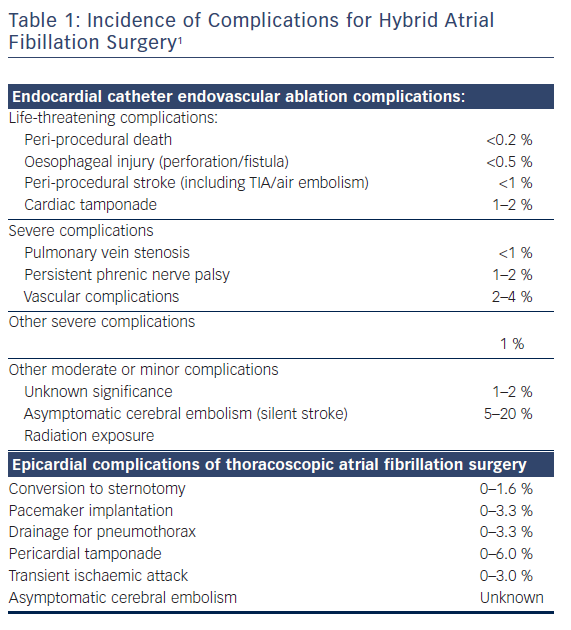 Table 1: Incidence of Complications for Hybrid Atrial
Fibillation Surgery¹
Endocardial catheter endovascular ablation complications:
Life-threatening complications:
Peri-procedural death <0.2 %
Oesophageal injury (perforation/fistula) <0.5 %
Peri-procedural stroke (including TIA/air embolism) <1 %
Cardiac tamponade 1–2 %
Severe complications
Pulmonary vein stenosis <1 %
Persistent phrenic nerve palsy 1–2 %
Vascular complications 2–4 %
Other severe complications
1 %
Other moderate or minor complications
Unknown significance 1–2 %
Asymptomatic cerebral embolism (silent stroke) 5–20 %
Radiation exposure
Epicardial complications of thoracoscopic atrial fibrillation surgery
Conversion to sternotomy 0–1.6 %
Pacemaker implantation 0–3.3 %
Drainage for pneumothorax 0–3.3 %
Pericardial tamponade 0–6.0 %
Transient ischaemic attack 0–3.0 %
Asymptomatic cerebral embolism Unknown